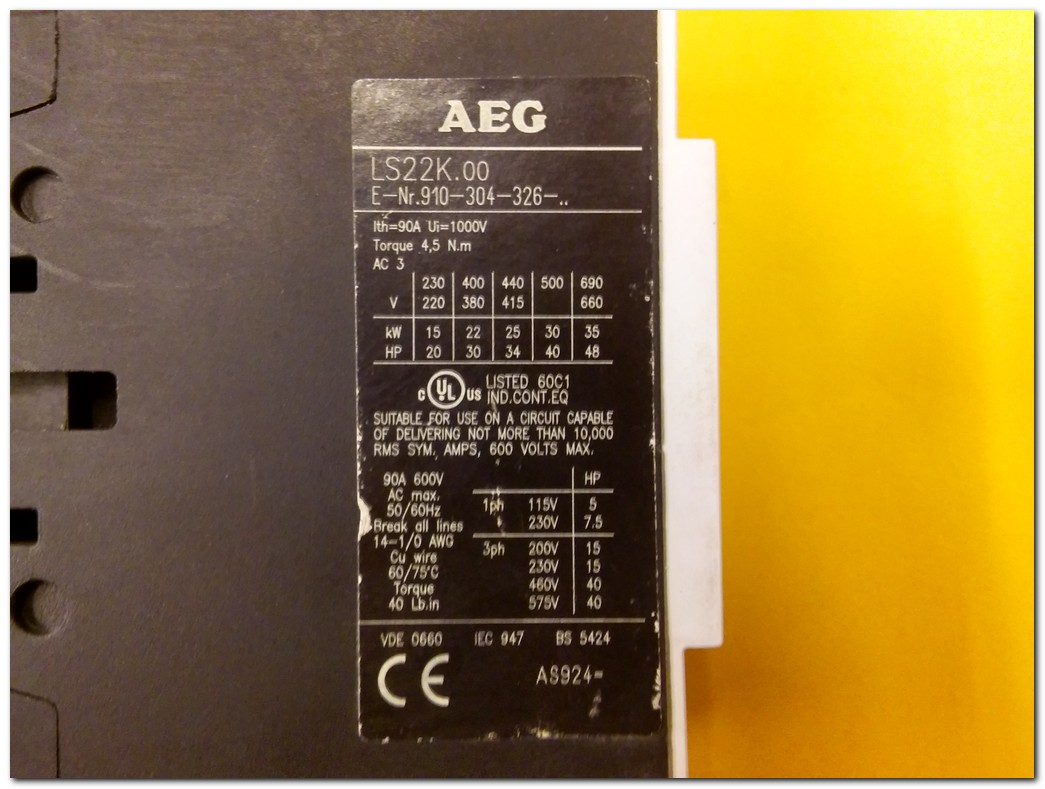 AEG
LS22K.00
E-Nr.910-304-326-..
Ith=90A Ui=1000V
Torque 4,5 N.m
AC 3
230 400 440 500 690
V 220 380 415 660
kW 15 22 25 30 35
HP 20 30 34 40 48
C UL US LISTED 60C1
IND.CONT.EQ
SUITABLE FOR USE ON A CIRCUIT CAPABLE
OF DELIVERING NOT MORE THAN 10,000
RMS SYM, AMPS, 600 VOLTS MAX.
90A 600V
AC max.
50/60Hz
Break all lines
14-1/0 AWG
Cu wire
60/75°C
Torque
40 Lb.in
HP
1ph 115V 5
230V 7.5
3ph 200V 15
230V 15
460V 40
575V 40
VDE 0660 IEC 947 BS 5424
CE AS924=